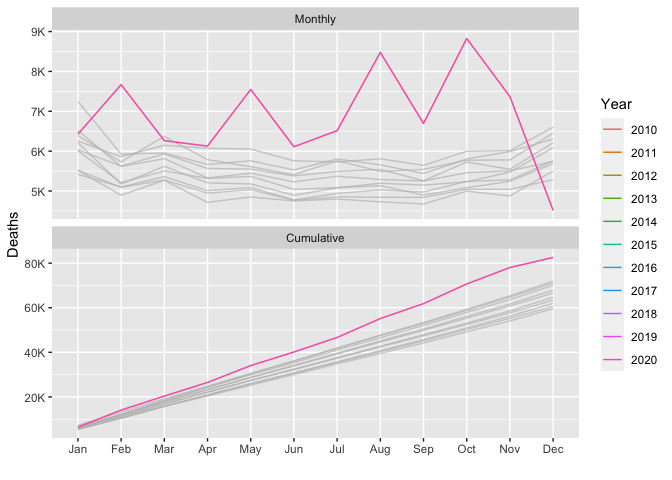 Monthly
9K
8K
7K
6K
5K
Cumulative
80K
60K
40K
20K
Deaths
Jan Feb Mar Apr May Jun Jul Aug Sep Oct Nov Dec
Year
2010
2011
2012
2013
2014
2015
2016
2017
2018
2019
2020